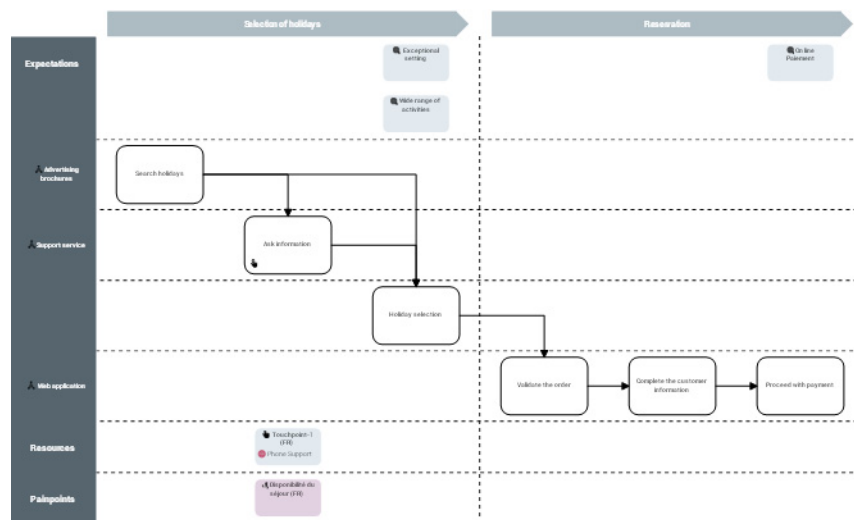 Selection of holidays
Reservation
Expectations
Exceptional
setting
On line
Paiement
Wide range of
activities
Advertising
brochures
Search holidays
Support service
Ask information
Holiday selection
Web application
Validate the order
Complete the customer
information
Proceed with payment
Resources
Touchpoint-1
(FR)
Phone Support
Painpoints
Disponibilité du
séjour (FR)